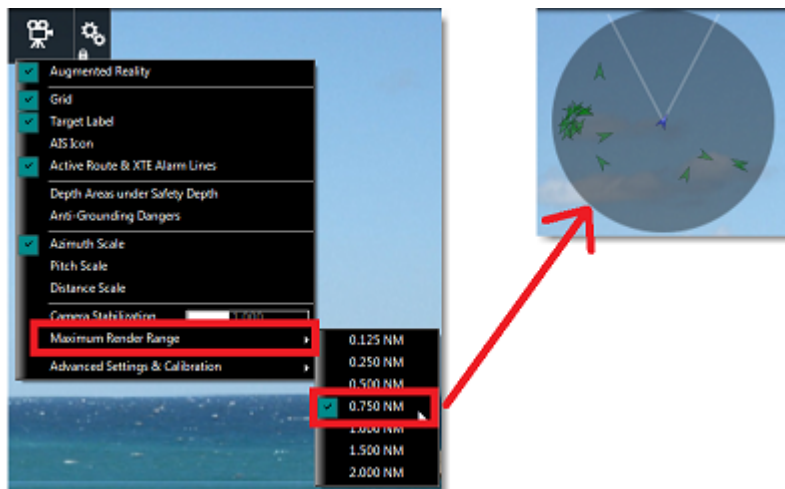 Augmented Reality
Grid
Target Label
AIS Icon
Active Route & XTE Alarm Lines
Depth Areas under Safety Depth
Anti-Grounding Dangers
Azimuth Scale
Pitch Scale
Distance Scale
Camera Stabilization 1.000
Maximum Render Range
Advanced Settings & Calibration
0.125 NM
0.250 NM
0.500 NM
0.750 NM
1.000 NM
1.500 NM
2.000 NM